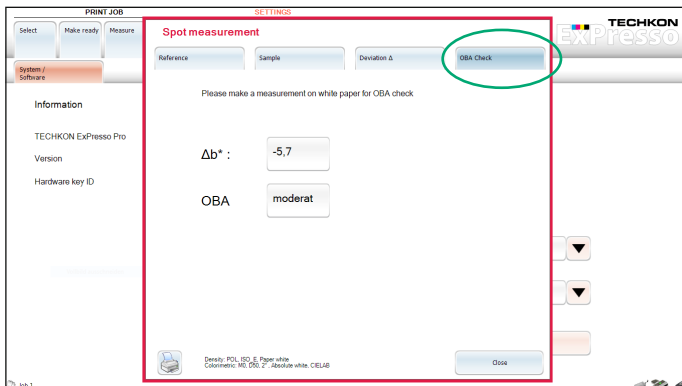 PRINT JOB
SETTINGS
TECHKON
ExPresso
Select
Make ready
Measure
Spot measurement
Reference
Sample
Deviation Δ
OBA Check
System /
Software
Please make a measurement on white paper for OBA check
Information
TECHKON ExPresso Pro
Version
Hardware key ID
Δb* :
-5,7
OBA
moderat
Density: POL, ISO_E, Paper white
Colorimetric: M0, D50, 2°, Absolute white, CIELAB
Close
Job 1